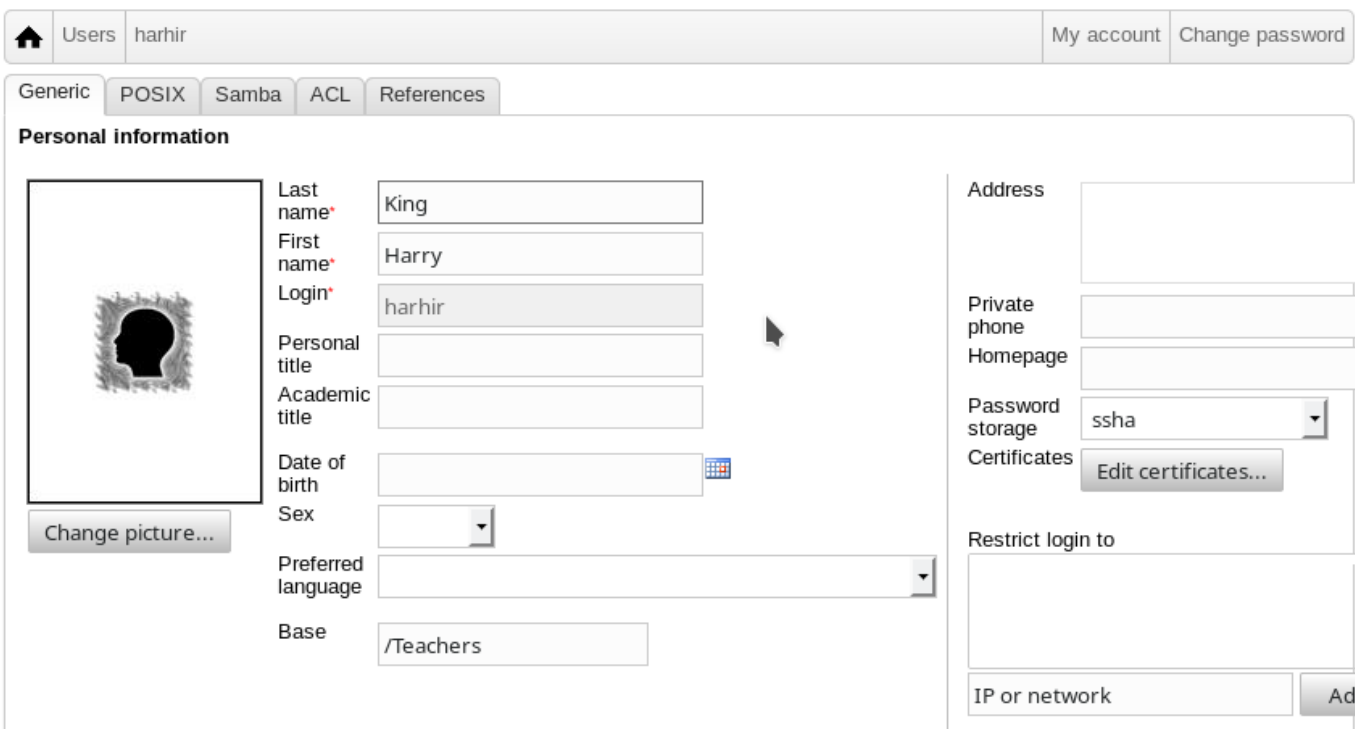 Users harhir My account Change password
Generic POSIX Samba ACL References
Personal information
Last
name*
King
First
name*
Harry
Login*
harhir
Personal
title
Academic
title
Date of
birth
Sex
Preferred
language
Base
/Teachers
Change picture...
Address
Private
phone
Homepage
Password
storage
ssha
Certificates
Edit certificates...
Restrict login to
IP or network